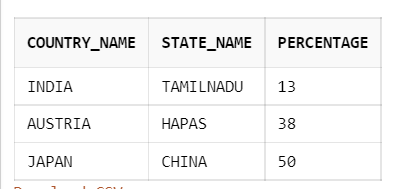 COUNTRY_NAME STATE_NAME PERCENTAGE
INDIA TAMILNADU 13
AUSTRIA HAPAS 38
JAPAN CHINA 50